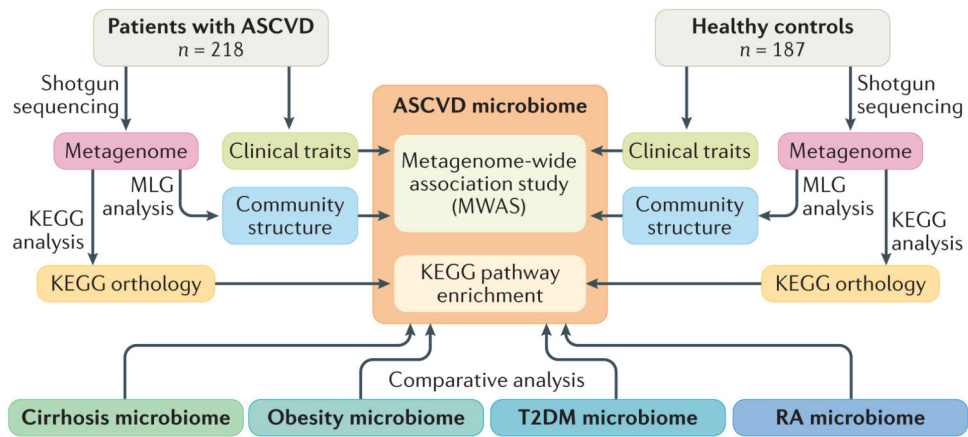 Patients with ASCVD
n = 218
Healthy controls
n = 187
Shotgun
sequencing
ASCVD microbiome
Shotgun
sequencing
Metagenome
Clinical traits
Metagenome-wide
association study
(MWAS)
Clinical traits
Metagenome
MLG
analysis
Community
structure
Community
structure
MLG
analysis
KEGG
analysis
KEGG
analysis
KEGG orthology
KEGG pathway
enrichment
KEGG orthology
Comparative analysis
Cirrhosis microbiome
Obesity microbiome
T2DM microbiome
RA microbiome